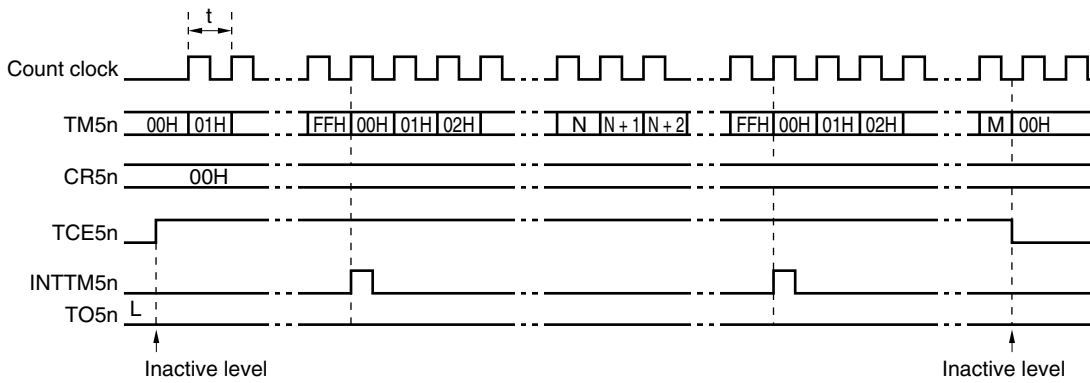 t
Count clock
TM5n 00H 01H FFH 00H 01H 02H N N + 1 N + 2 FFH 00H 01H 02H M 00H
CR5n 00H
TCE5n
INTTM5n
TO5n L
Inactive level Inactive level